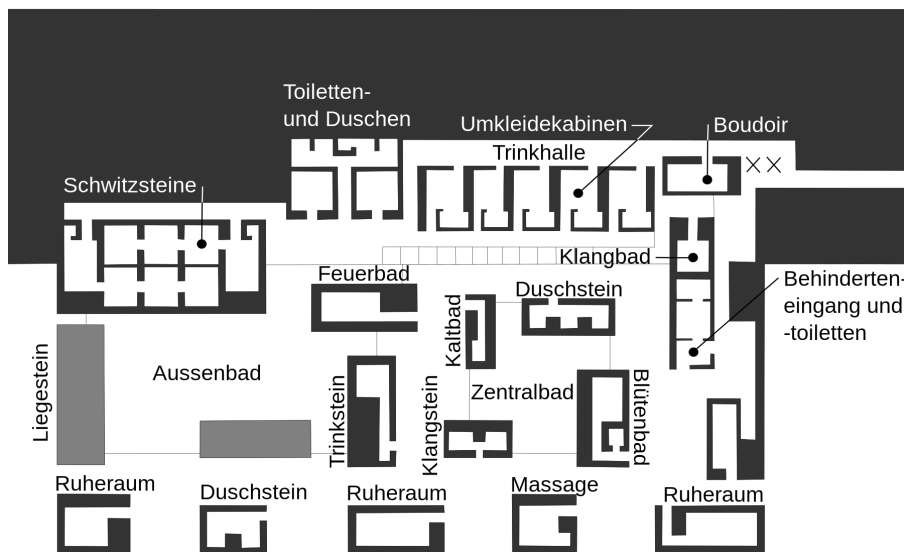 Toiletten-
und Duschen
Umkleidekabinen
Boudoir
Trinkhalle
Schwitzsteine
Klangbad
Feuerbad
Behinderten-
eingang und
-toiletten
Duschstein
Kaltbad
Liegestein
Aussenbad
Trinkstein
Klangstein
Zentralbad
Blütenbad
Ruheraum
Duschstein
Ruheraum
Massage
Ruheraum